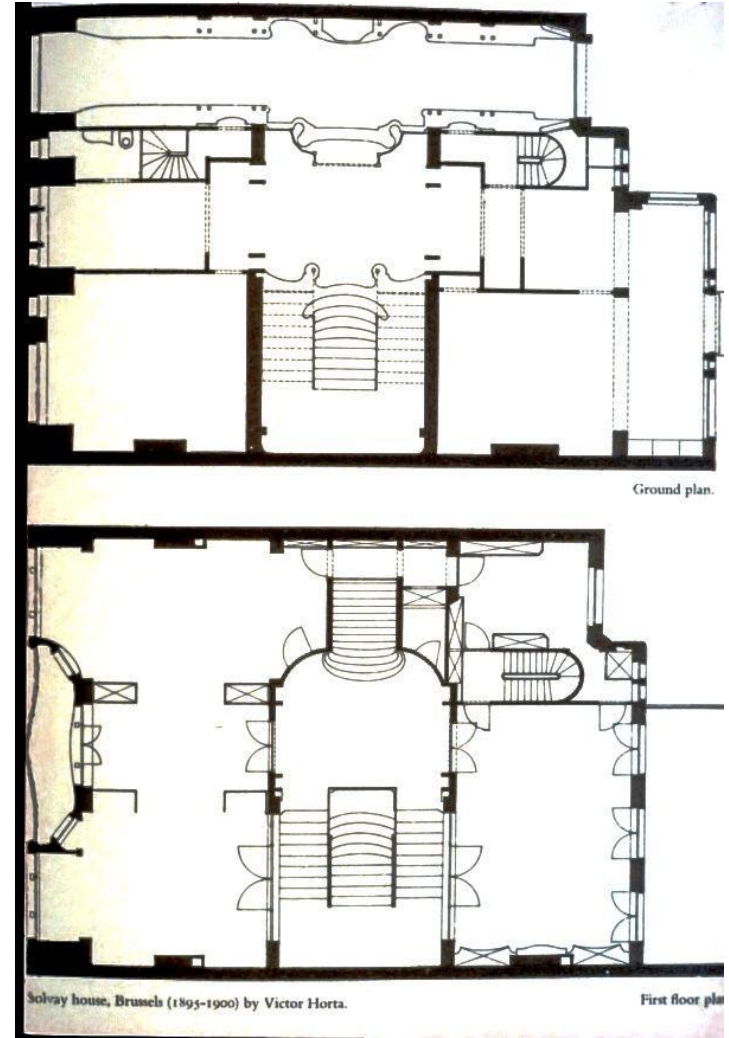 Ground plan.
Solvay house, Brussels (1895-1900) by Victor Horta.
First floor pla